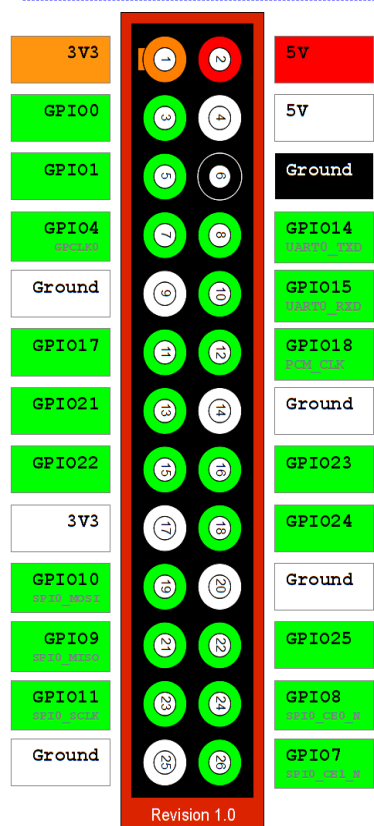 3V3 1 2 5V
GPIO0 3 4 5V
GPIO1 5 6 Ground
GPIO4 7 8 GPIO14
GPCLK0 UART0_TXD
Ground 9 10 GPIO15
UART0_RXD
GPIO17 11 12 GPIO18
PCM_CLK
GPIO21 13 14 Ground
GPIO22 15 16 GPIO23
3V3 17 18 GPIO24
GPIO10 19 20 Ground
SPI0_MOSI
GPIO9 21 22 GPIO25
SPI0_MISO
GPIO11 23 24 GPIO8
SPI0_SCLK SPI0_CE0_N
Ground 25 26 GPIO7
SPI0_CE1_N
Revision 1.0